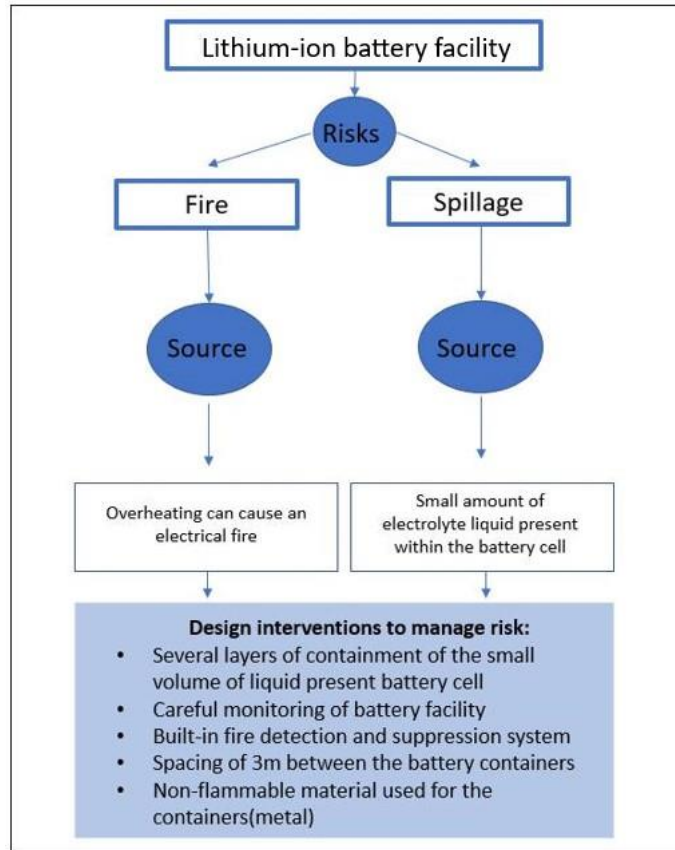 Lithium-ion battery facility
Risks
Fire
Spillage
Source
Source
Overheating can cause an
electrical fire
Small amount of
electrolyte liquid present
within the battery cell
Design interventions to manage risk:
• Several layers of containment of the small
volume of liquid present battery cell
• Careful monitoring of battery facility
• Built-in fire detection and suppression system
• Spacing of 3m between the battery containers
• Non-flammable material used for the
containers(metal)